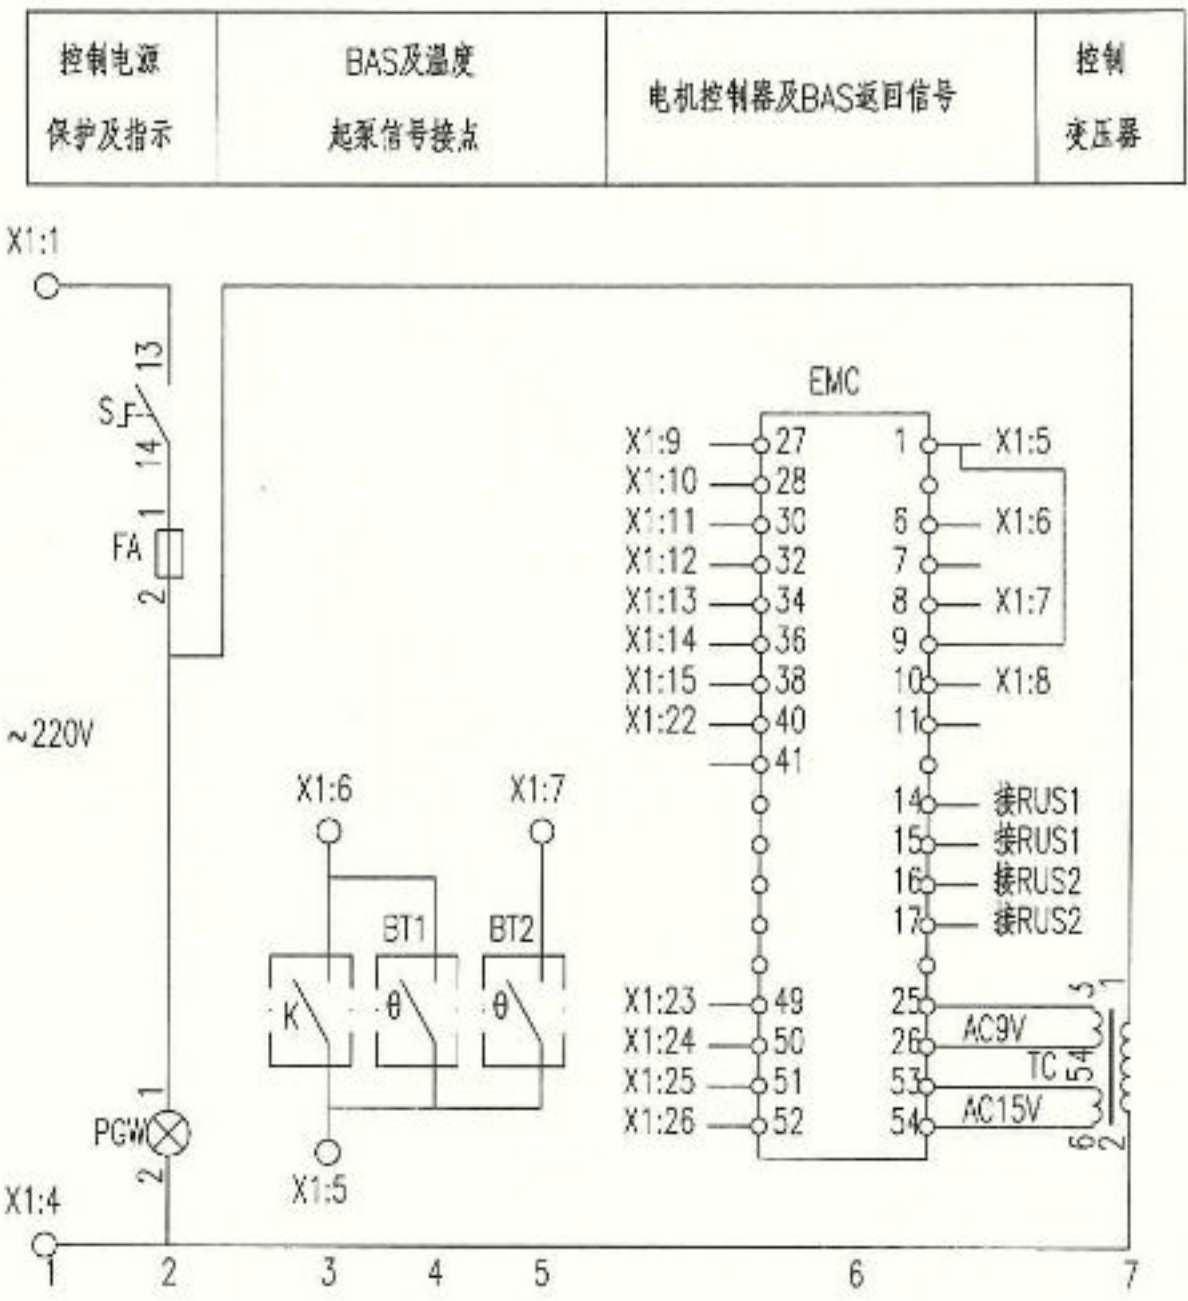 控制电源
保护及指示
BAS及温度
起泵信号接点
电机控制器及BAS返回信号
控制
变压器
X1:1
13
S
14
1
FA
2
~220V
1
PGW
2
X1:4
X1:6
X1:7
BT1
BT2
K
θ
θ
X1:5
EMC
X1:9 27 1 X1:5
X1:10 28
X1:11 30 6 X1:6
X1:12 32 7
X1:13 34 8 X1:7
X1:14 36 9
X1:15 38 10 X1:8
X1:22 40 11
41
14 接RUS1
15 接RUS1
16 接RUS2
17 接RUS2
X1:23 49 25 3 1
AC9V
X1:24 50 26
TC 5 4
X1:25 51 53
AC15V
X1:26 52 54 6 2
1 2 3 4 5 6 7